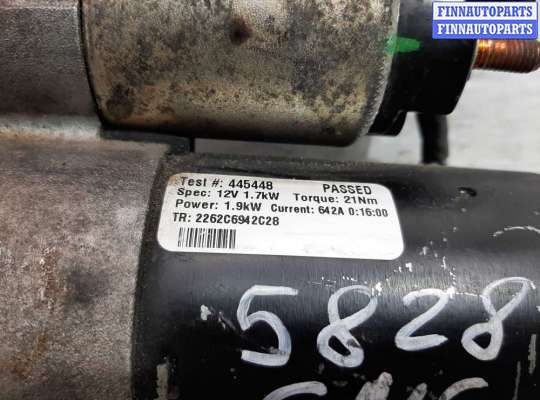 FINNAUTOPARTS
FINNAUTOPARTS
Test #: 445448 PASSED
Spec: 12V 1.7kW Torque: 21Nm
Power: 1.9kW Current: 642A 0:16:00
TR: 2262C6942C28
5828